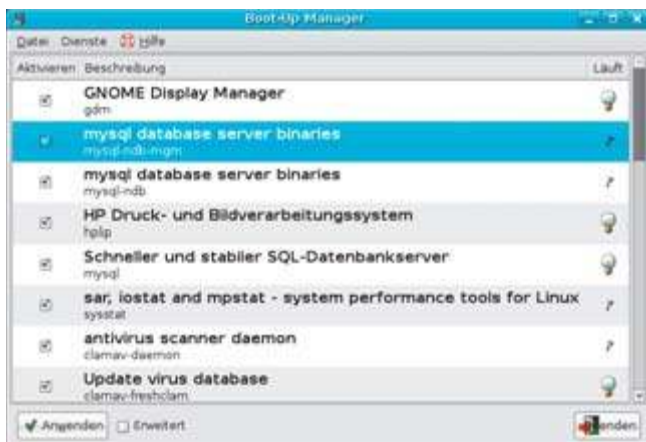 Boot-Up Manager
Datei Dienste Hilfe
Aktivieren Beschreibung Läuft
GNOME Display Manager
gdm
mysql database server binaries
mysql-ndb-mgm
mysql database server binaries
mysql-ndb
HP Druck- und Bildverarbeitungssystem
hplip
Schneller und stabiler SQL-Datenbankserver
mysql
sar, iostat and mpstat - system performance tools for Linux
sysstat
antivirus scanner daemon
clamav-daemon
Update virus database
clamav-freshclam
Anwenden Erweitert